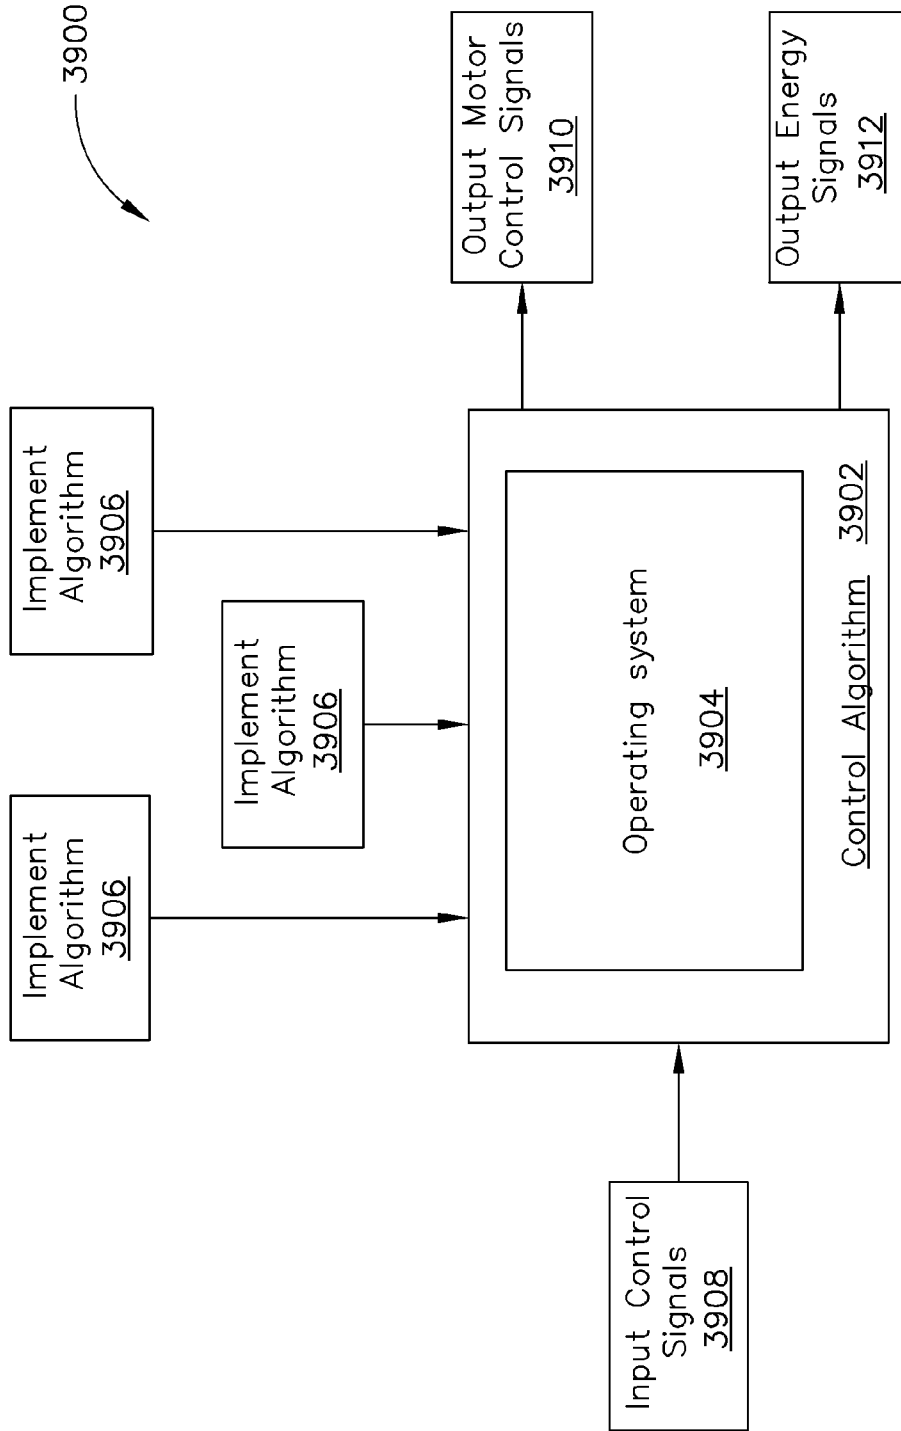 3900
Implement
Algorithm
3906
Implement
Algorithm
3906
Implement
Algorithm
3906
Input Control
Signals
3908
Operating system
3904
Control Algorithm 3902
Output Motor
Control Signals
3910
Output Energy
Signals
3912